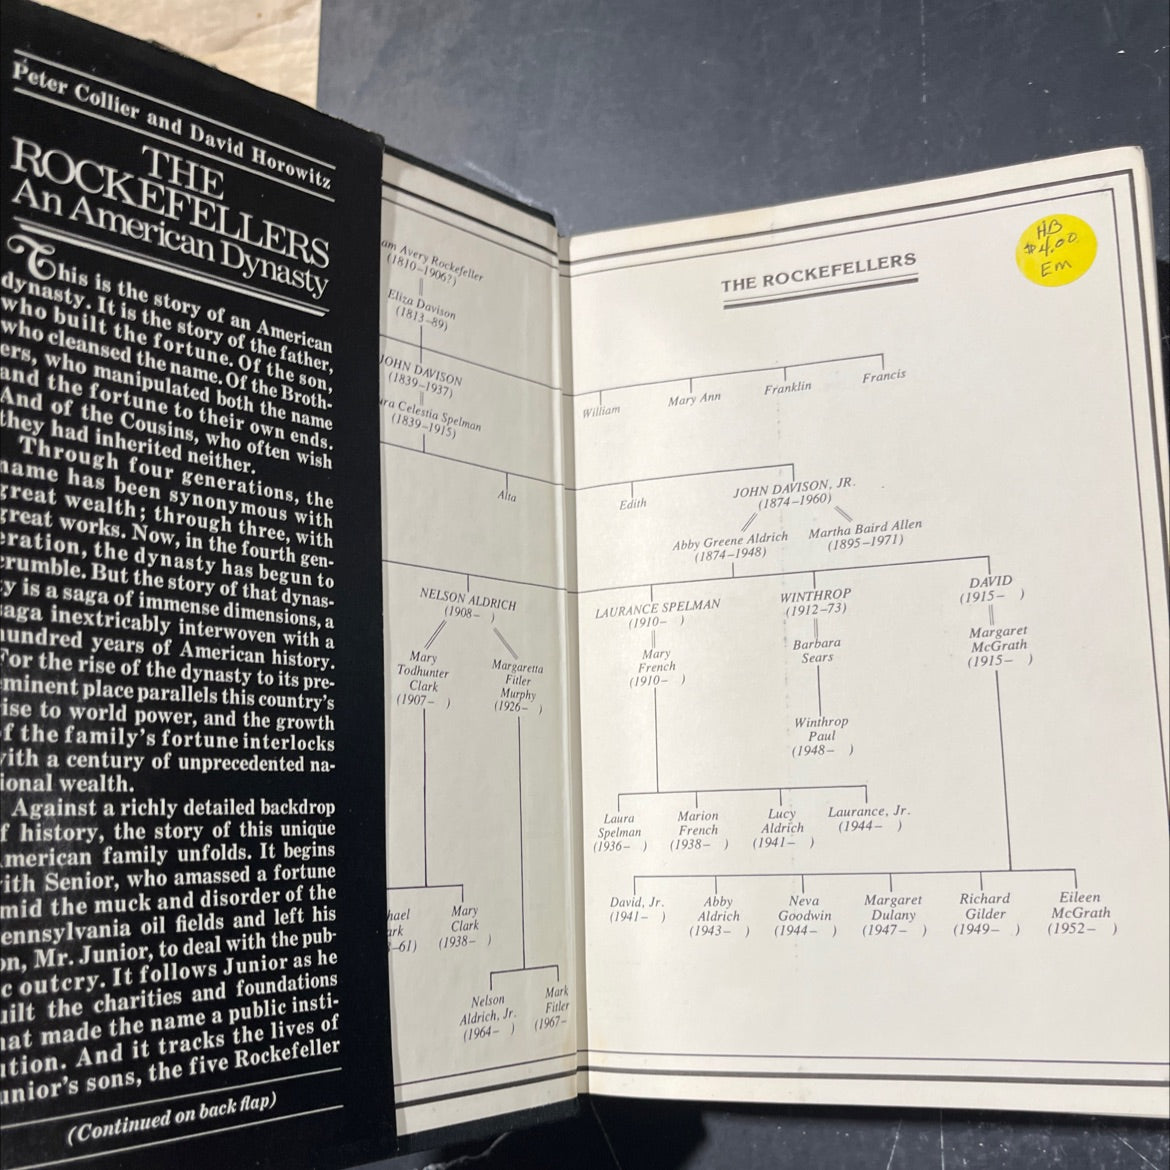 Peter Collier and David Horowitz
THE
ROCKEFELLERS
An American Dynasty
This is the story of an American
dynasty. It is the story of the father,
who built the fortune. Of the son,
who cleansed the name. Of the Broth-
ers, who manipulated both the name
and the fortune to their own ends.
And of the Cousins, who often wish
they had inherited neither.
Through four generations, the
name has been synonymous with
great wealth; through three, with
great works. Now, in the fourth gen-
eration, the dynasty has begun to
crumble. But the story of that dynas-
ty is a saga of immense dimensions, a
saga inextricably interwoven with a
hundred years of American history.
For the rise of the dynasty to its pre-
eminent place parallels this country's
rise to world power, and the growth
of the family's fortune interlocks
with a century of unprecedented na-
ional wealth.
Against a richly detailed backdrop
f history, the story of this unique
merican family unfolds. It begins
ith Senior, who amassed a fortune
mid the muck and disorder of the
ennsylvania oil fields and left his
on, Mr. Junior, to deal with the pub-
c outcry. It follows Junior as he
uilt the charities and foundations
hat made the name a public insti-
ution. And it tracks the lives of
unior's sons, the five Rockefeller
(Continued on back flap)
am Avery Rockefeller
(1810–1906?)
Eliza Davison
(1813–89)
JOHN DAVISON
(1839–1937)
ura Celestia Spelman
(1839–1915)
Alta
NELSON ALDRICH
(1908– )
Mary
Todhunter
Clark
(1907– )
Margaretta
Fitler
Murphy
(1926– )
hael
ark
8–61)
Mary
Clark
(1938– )
Nelson
Aldrich, Jr.
(1964– )
Mark
Fitler
(1967–
THE ROCKEFELLERS
HB
$4.00
Em
William
Mary Ann
Franklin
Francis
Edith
JOHN DAVISON, JR.
(1874–1960)
Abby Greene Aldrich
(1874–1948)
Martha Baird Allen
(1895–1971)
LAURANCE SPELMAN
(1910– )
Mary
French
(1910– )
WINTHROP
(1912–73)
Barbara
Sears
Winthrop
Paul
(1948– )
DAVID
(1915– )
Margaret
McGrath
(1915– )
Laura
Spelman
(1936– )
Marion
French
(1938– )
Lucy
Aldrich
(1941– )
Laurance, Jr.
(1944– )
David, Jr.
(1941– )
Abby
Aldrich
(1943– )
Neva
Goodwin
(1944– )
Margaret
Dulany
(1947– )
Richard
Gilder
(1949– )
Eileen
McGrath
(1952– )